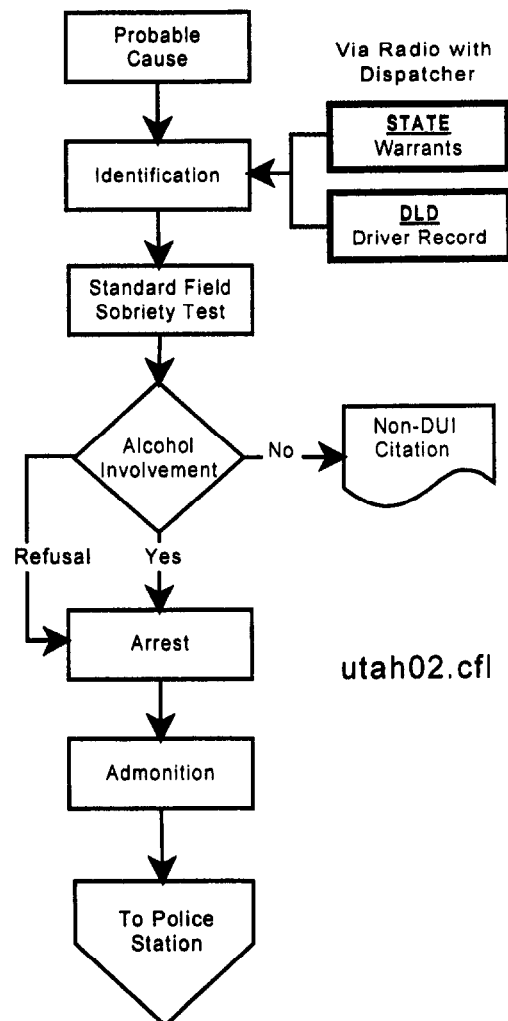 Probable
Cause
Via Radio with
Dispatcher
STATE
Warrants
Identification
DLD
Driver Record
Standard Field
Sobriety Test
Alcohol
Involvement
No
Non-DUI
Citation
Refusal
Yes
Arrest
utah02.cfl
Admonition
To Police
Station